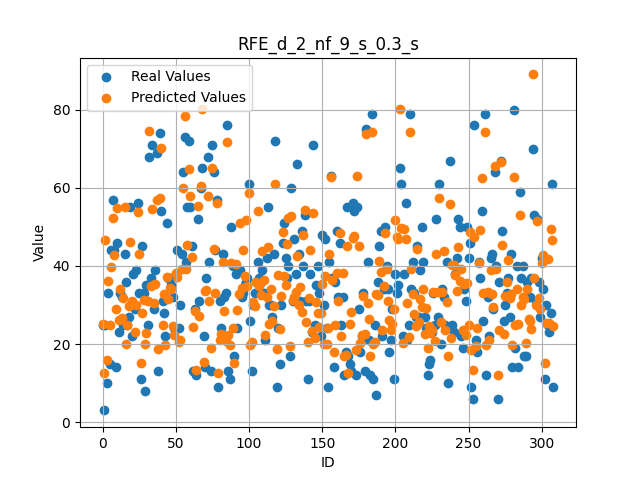 RFE_d_2_nf_9_s_0.3_s
Real Values
Predicted Values
Value
80
60
40
20
0
0 50 100 150 200 250 300
ID